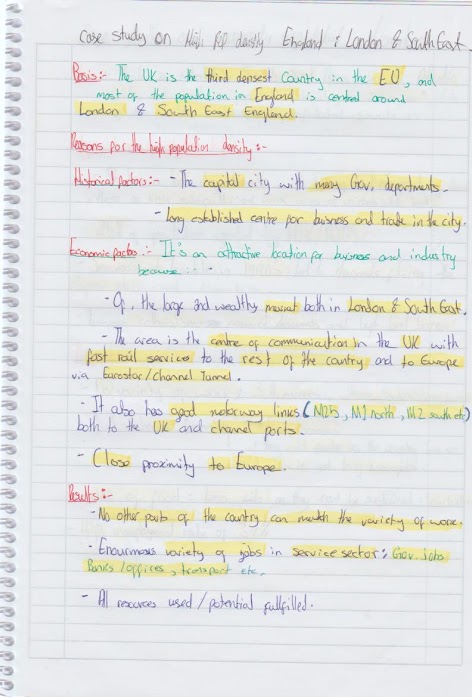 Case study on High pop density England : London & South East.
Basis:- The UK is the third densest Country in the EU, and
most of the population in England is centred around
London & South East England.
Reasons for the high population density:-
Historical factors:- - The capital city with many Gov. departments.
- Long established centre for business and trade in the city.
Economic factors:- It's an attractive location for business and industry
because...
- Of, the large and wealthy market both in London & South East.
- The area is the centre of communication in the UK with
fast rail services to the rest of the country and to Europe
via Eurostar/Channel Tunnel.
- It also has good motorway links (M25, M1 north, M2 south etc)
both to the UK and channel ports.
- Close proximity to Europe.
Results:-
- No other parts of the country can match the variety of work.
- Enourmous variety of jobs in service sector: Gov. jobs
Banks/offices, transport etc.
- All resources used/potential fullfilled.